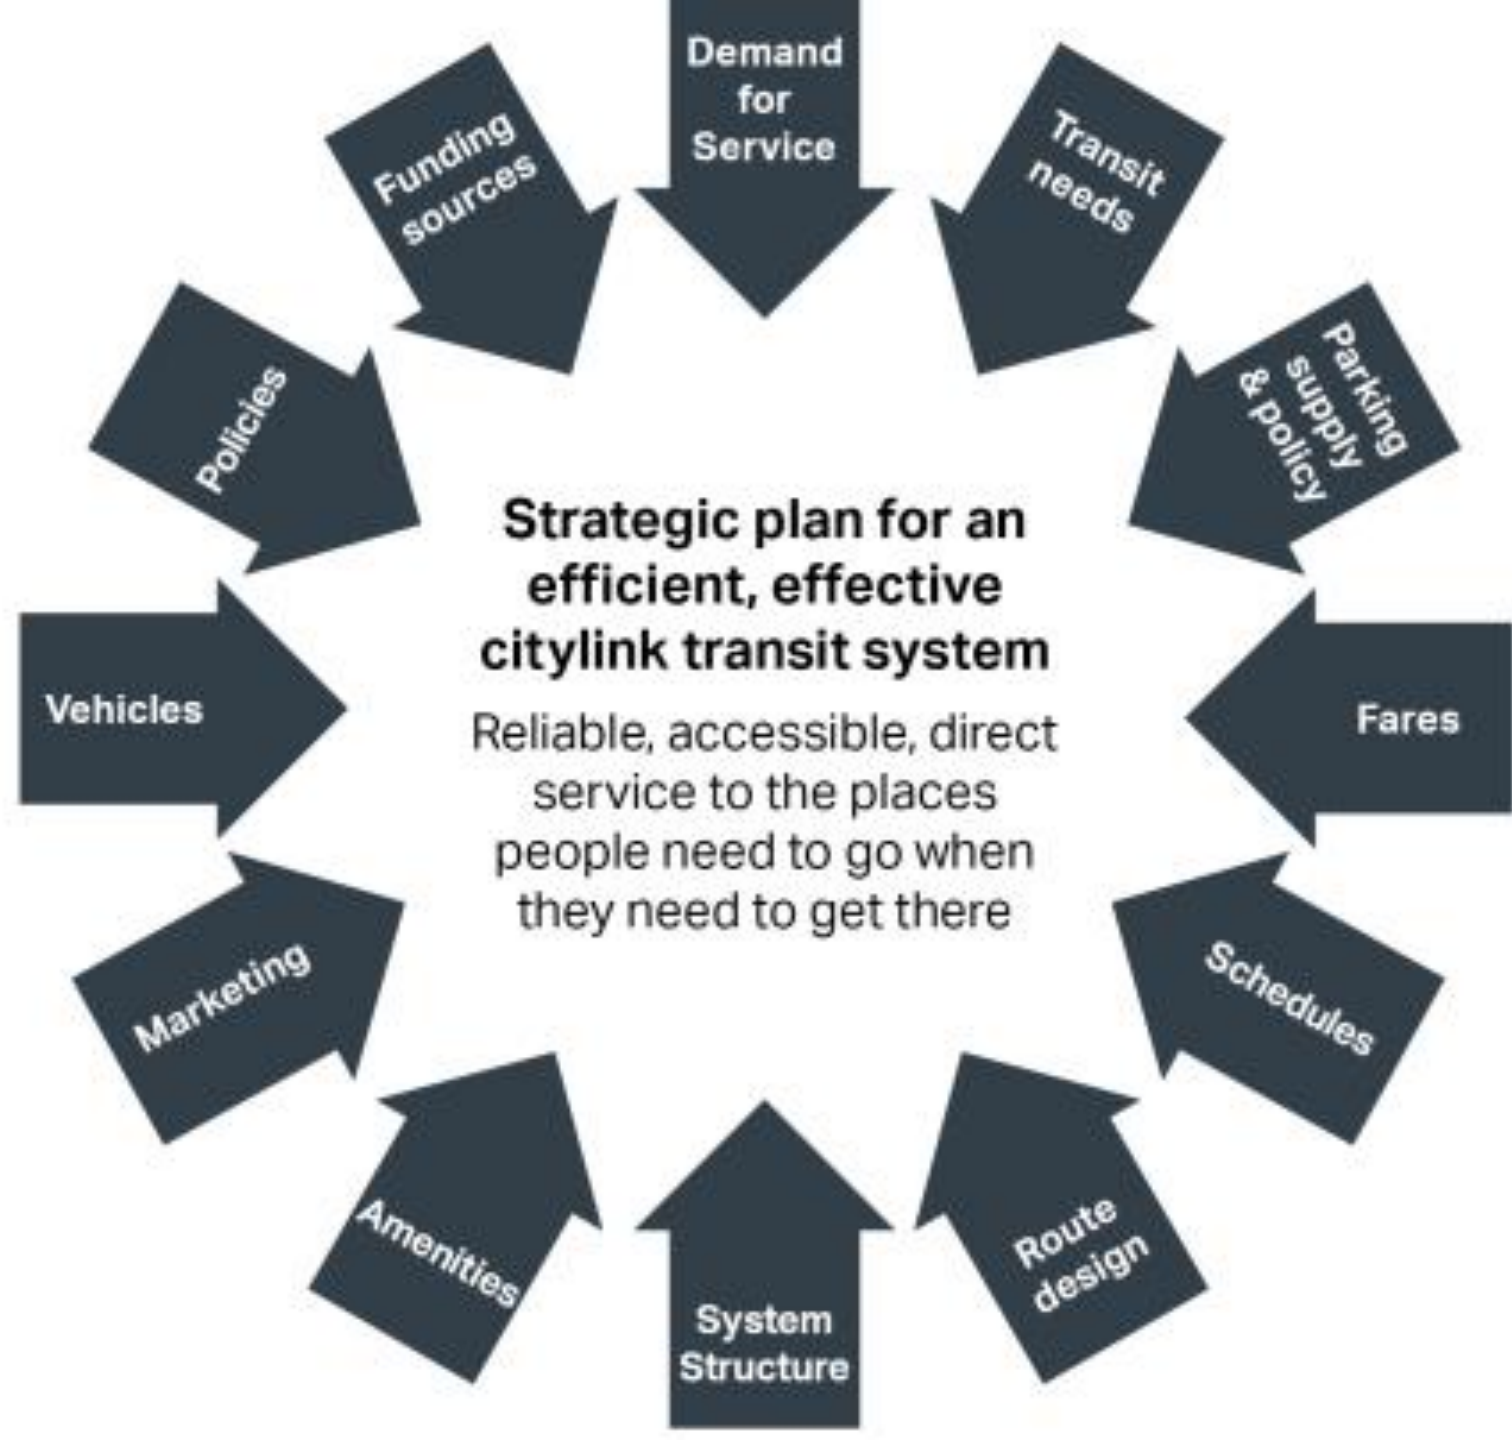 Demand
for
Service
Transit
needs
Parking
supply
& policy
Fares
Schedules
Route
design
System
Structure
Amenities
Marketing
Vehicles
Policies
Funding
sources
Strategic plan for an
efficient, effective
citylink transit system
Reliable, accessible, direct
service to the places
people need to go when
they need to get there